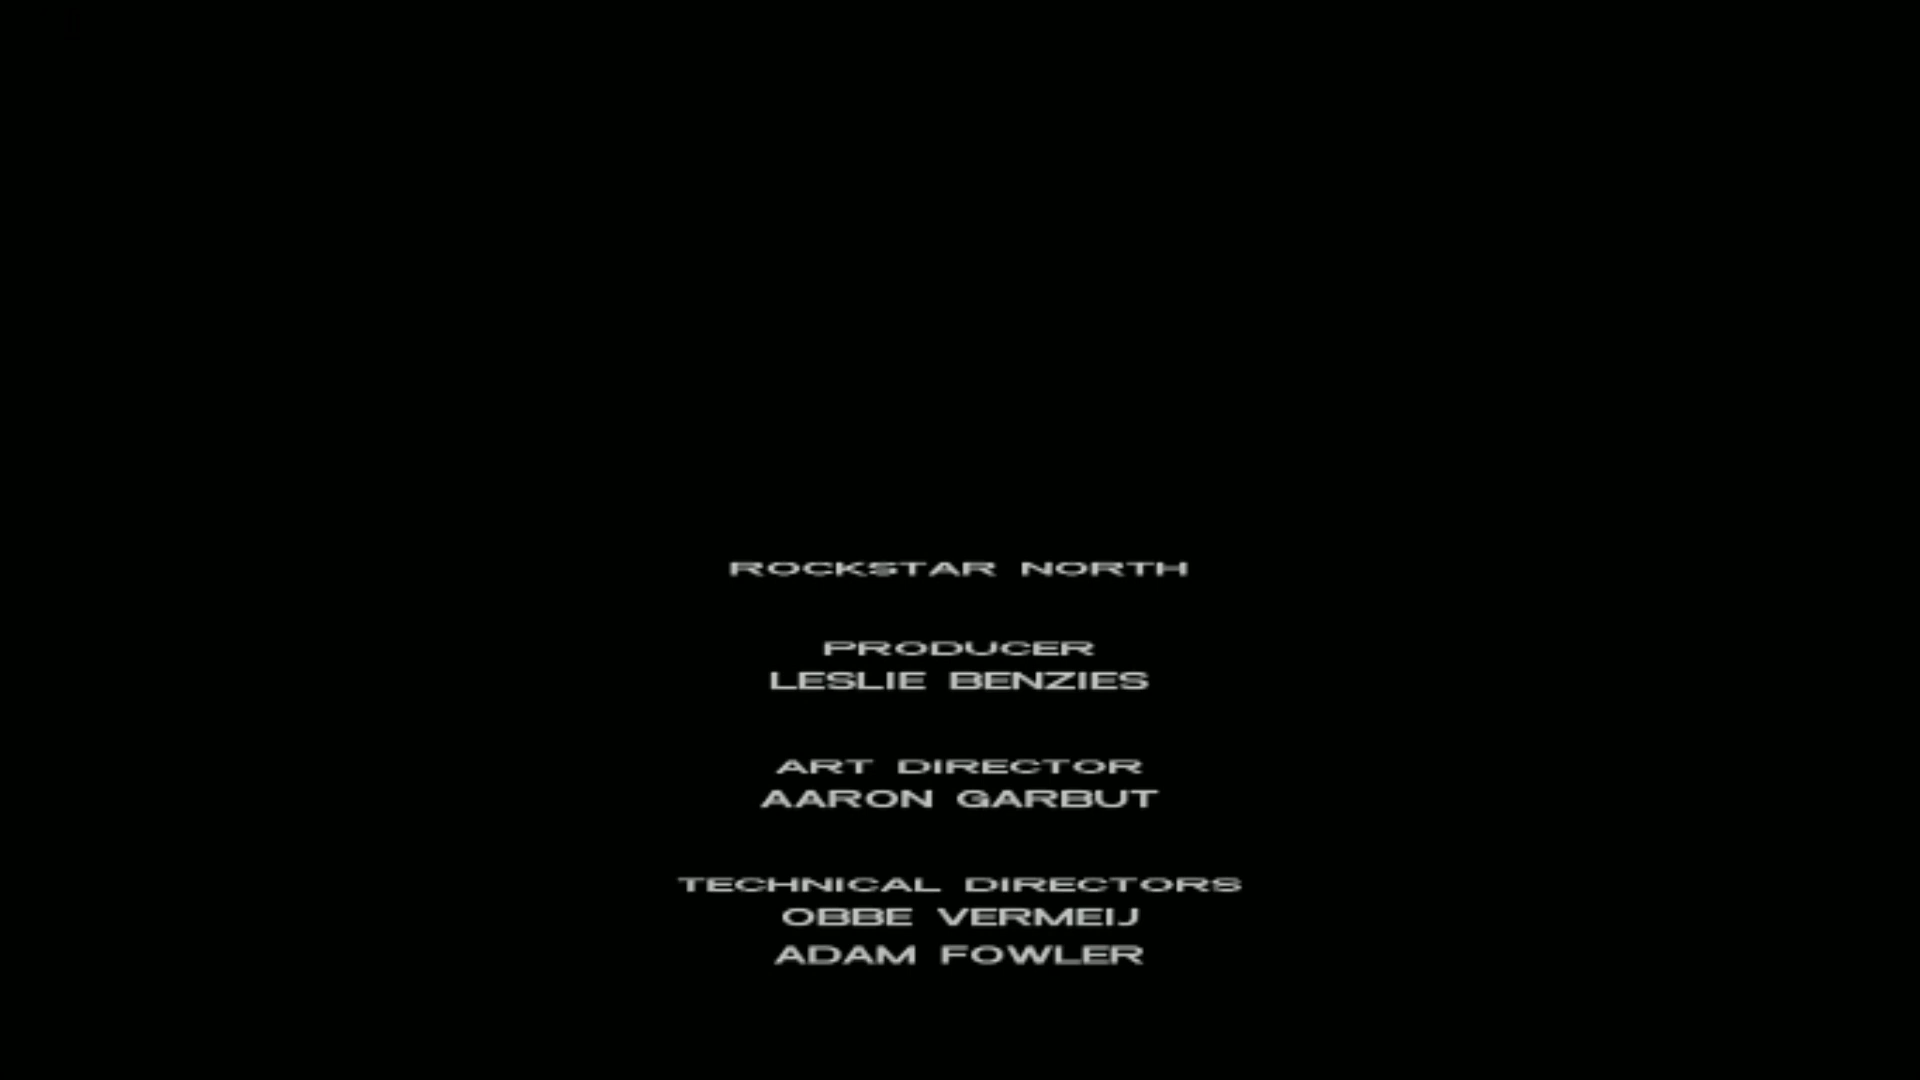 ROCKSTAR NORTH
PRODUCER
LESLIE BENZIES
ART DIRECTOR
AARON GARBUT
TECHNICAL DIRECTORS
OBBE VERMEIJ
ADAM FOWLER